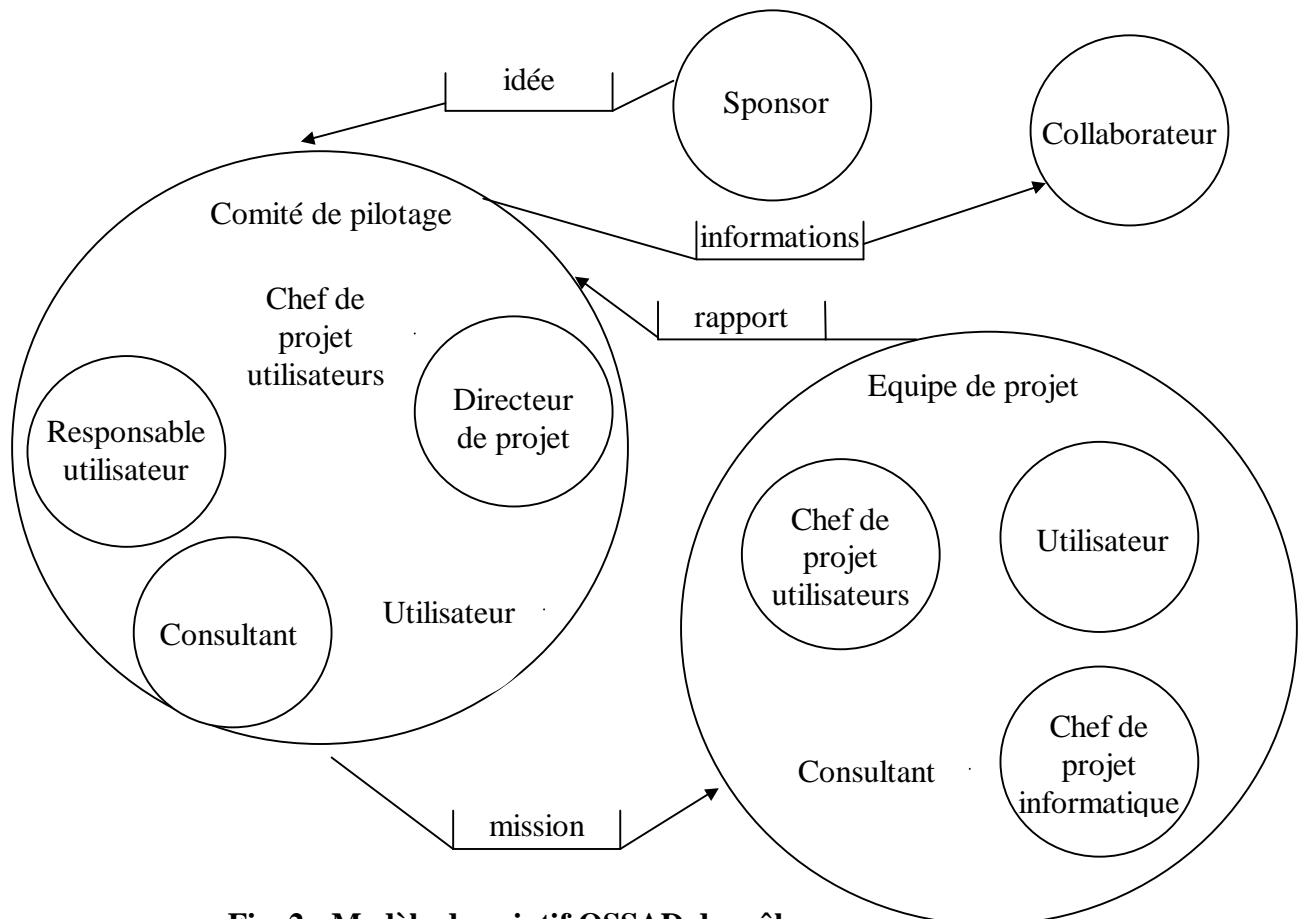 idée
Sponsor
Collaborateur
Comité de pilotage
informations
Chef de
projet
utilisateurs
rapport
Directeur
de projet
Equipe de projet
Responsable
utilisateur
Chef de
projet
utilisateurs
Utilisateur
Utilisateur
Consultant
Consultant
Chef de
projet
informatique
mission